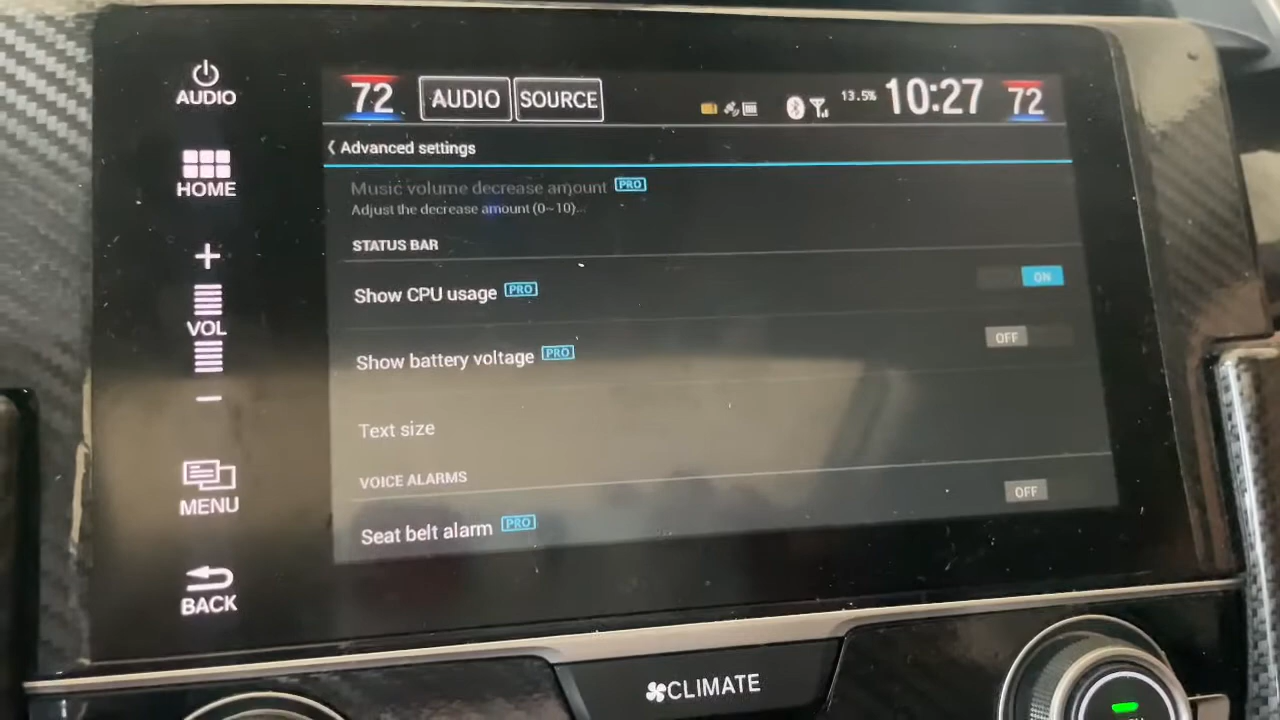 AUDIO
HOME
VOL
MENU
BACK
72 AUDIO SOURCE 13.5% 10:27 72
Advanced settings
Music volume decrease amount PRO
Adjust the decrease amount (0~10)...
STATUS BAR
Show CPU usage PRO ON
Show battery voltage PRO OFF
Text size
VOICE ALARMS
Seat belt alarm PRO OFF
CLIMATE